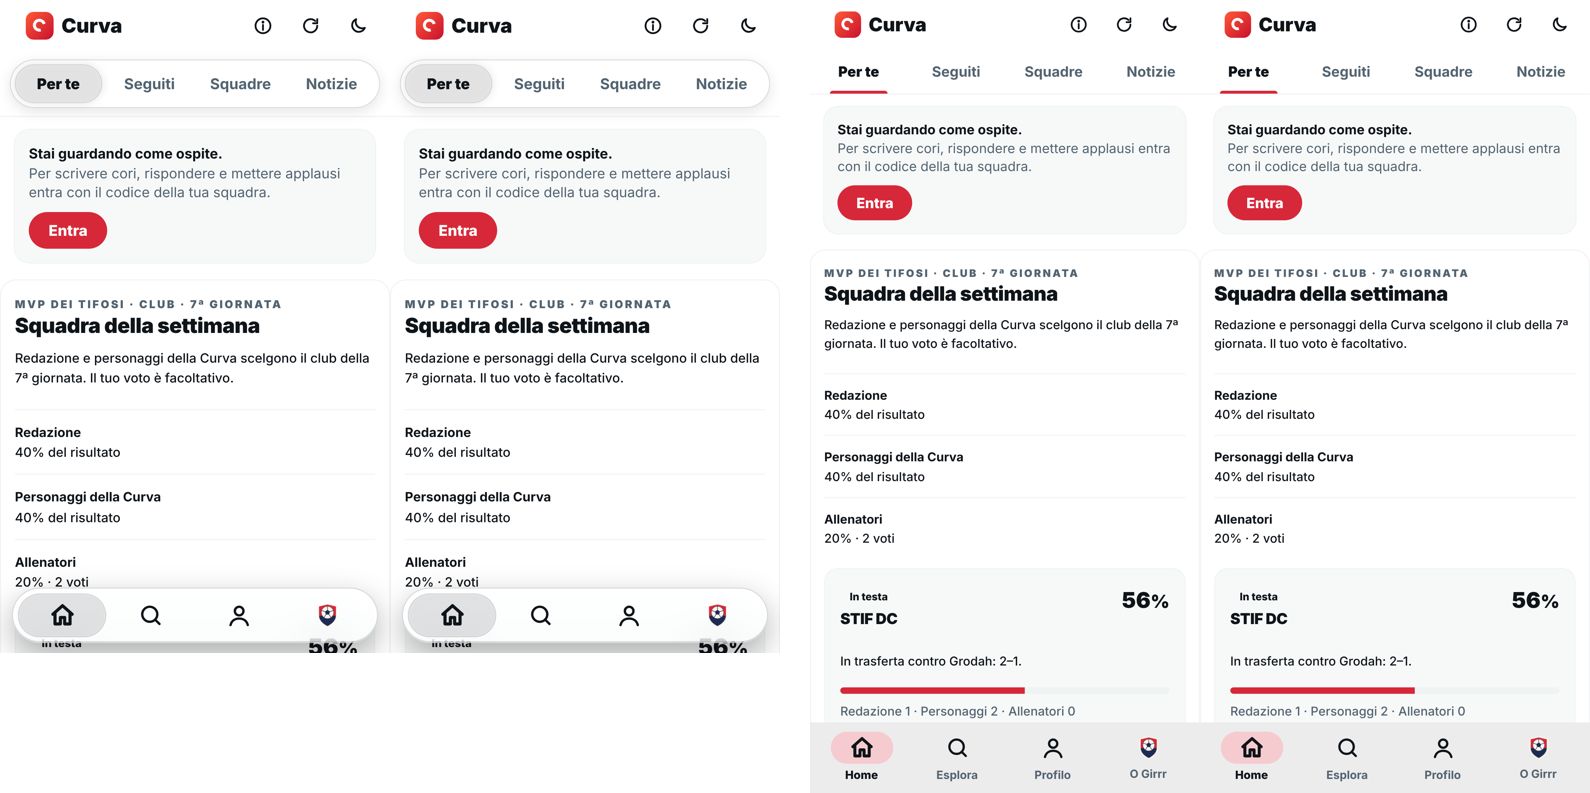 Curva
Per te Seguiti Squadre Notizie
Stai guardando come ospite.
Per scrivere cori, rispondere e mettere applausi
entra con il codice della tua squadra.
Entra
MVP DEI TIFOSI · CLUB · 7ª GIORNATA
Squadra della settimana
Redazione e personaggi della Curva scelgono il club della
7ª giornata. Il tuo voto è facoltativo.
Redazione
40% del risultato
Personaggi della Curva
40% del risultato
Allenatori
20% · 2 voti
In testa
56%
Curva
Per te Seguiti Squadre Notizie
Stai guardando come ospite.
Per scrivere cori, rispondere e mettere applausi
entra con il codice della tua squadra.
Entra
MVP DEI TIFOSI · CLUB · 7ª GIORNATA
Squadra della settimana
Redazione e personaggi della Curva scelgono il club della
7ª giornata. Il tuo voto è facoltativo.
Redazione
40% del risultato
Personaggi della Curva
40% del risultato
Allenatori
20% · 2 voti
In testa
56%
Curva
Per te Seguiti Squadre Notizie
Stai guardando come ospite.
Per scrivere cori, rispondere e mettere applausi entra
con il codice della tua squadra.
Entra
MVP DEI TIFOSI · CLUB · 7ª GIORNATA
Squadra della settimana
Redazione e personaggi della Curva scelgono il club della 7ª
giornata. Il tuo voto è facoltativo.
Redazione
40% del risultato
Personaggi della Curva
40% del risultato
Allenatori
20% · 2 voti
In testa
56%
STIF DC
In trasferta contro Grodah: 2–1.
Redazione 1 · Personaggi 2 · Allenatori 0
Home Esplora Profilo O Girrr
Curva
Per te Seguiti Squadre Notizie
Stai guardando come ospite.
Per scrivere cori, rispondere e mettere applausi entra
con il codice della tua squadra.
Entra
MVP DEI TIFOSI · CLUB · 7ª GIORNATA
Squadra della settimana
Redazione e personaggi della Curva scelgono il club della 7ª
giornata. Il tuo voto è facoltativo.
Redazione
40% del risultato
Personaggi della Curva
40% del risultato
Allenatori
20% · 2 voti
In testa
56%
STIF DC
In trasferta contro Grodah: 2–1.
Redazione 1 · Personaggi 2 · Allenatori 0
Home Esplora Profilo O Girrr